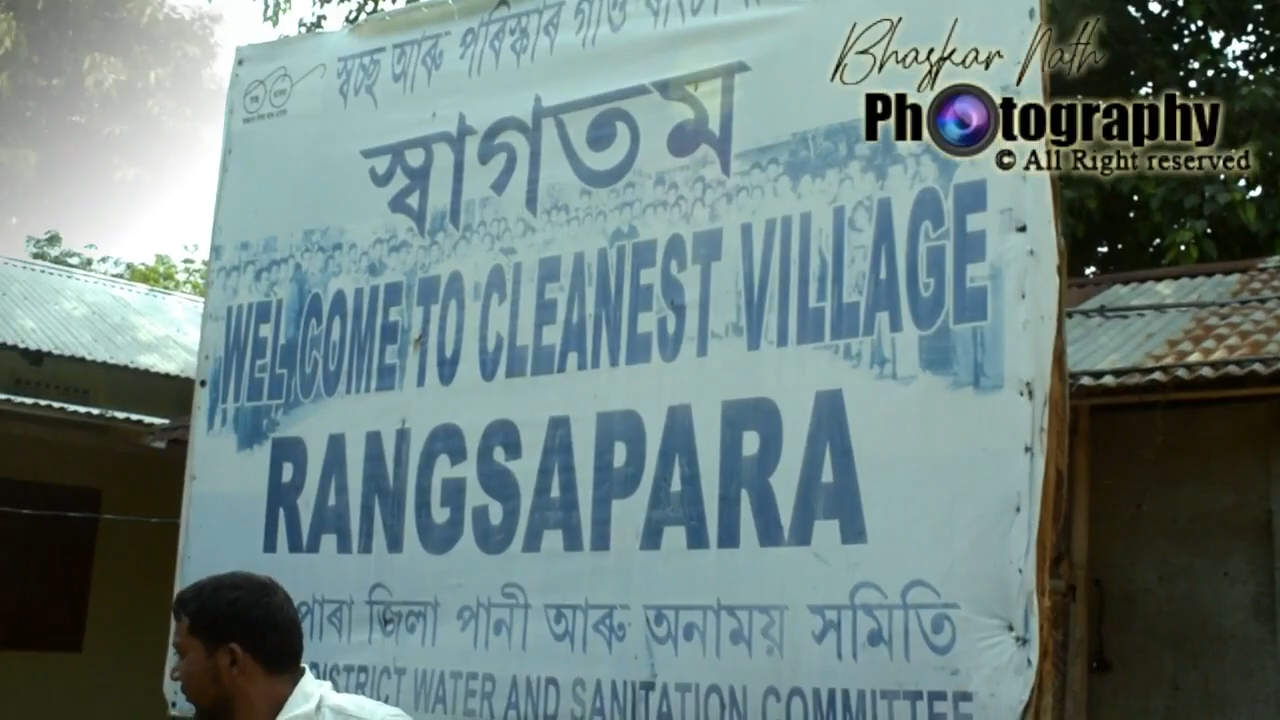 স্বচ্ছ আৰু পৰিস্কাৰ গাওঁ
স্বাগতম
WELCOME TO CLEANEST VILLAGE
RANGSAPARA
পাৰা জিলা পানী আৰু অনাময় সমিতি
DISTRICT WATER AND SANITATION COMMITTEE
Bhaskar Nath
Photography
© All Right reserved